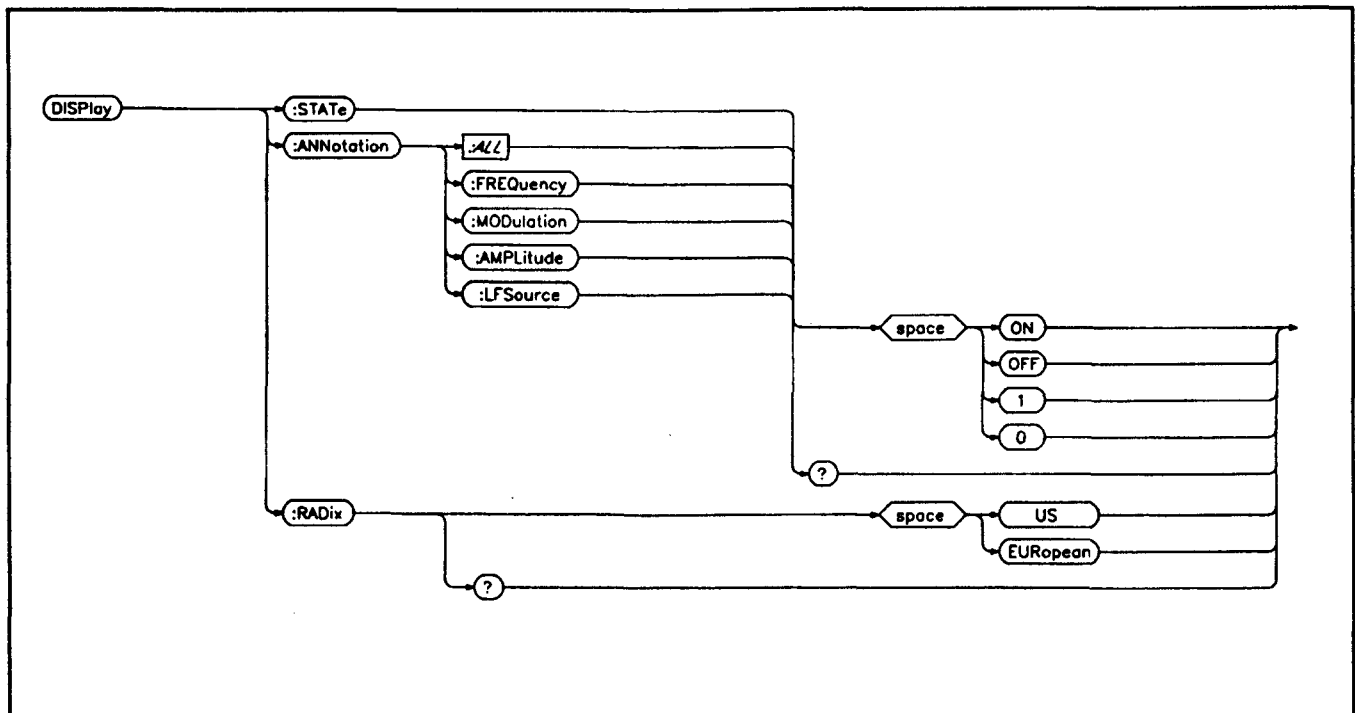 DISPlay
:STATe
:ANNotation
:ALL
:FREQuency
:MODulation
:AMPLitude
:LFSource
space
ON
OFF
1
0
?
:RADix
space
US
EURopean
?